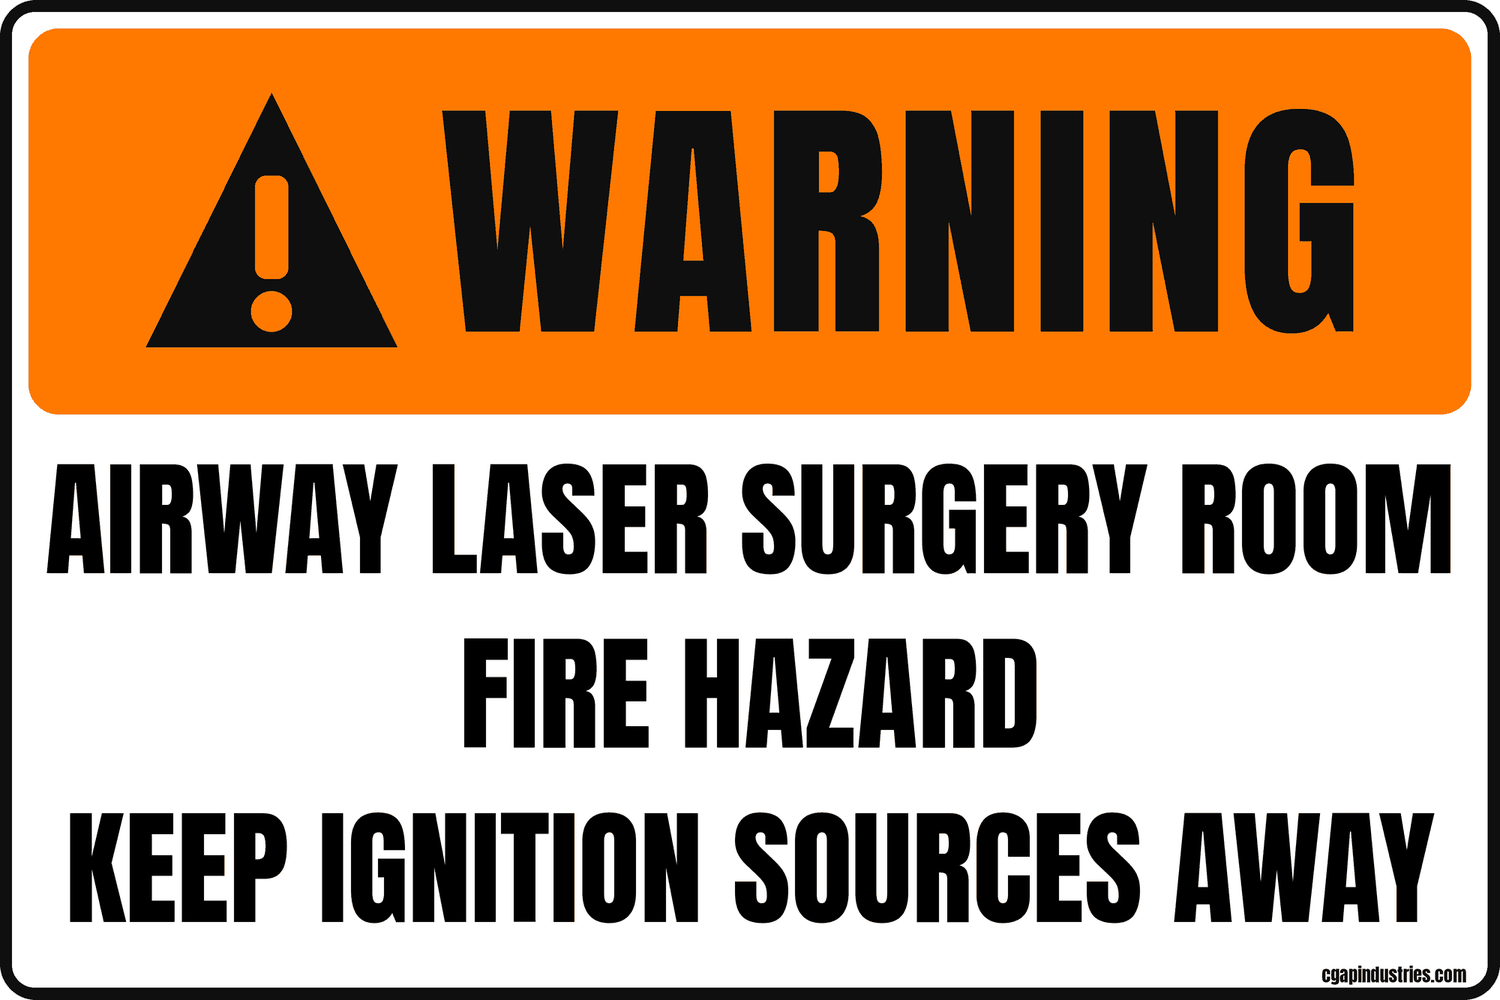 WARNING
AIRWAY LASER SURGERY ROOM
FIRE HAZARD
KEEP IGNITION SOURCES AWAY
cgapindustries.com